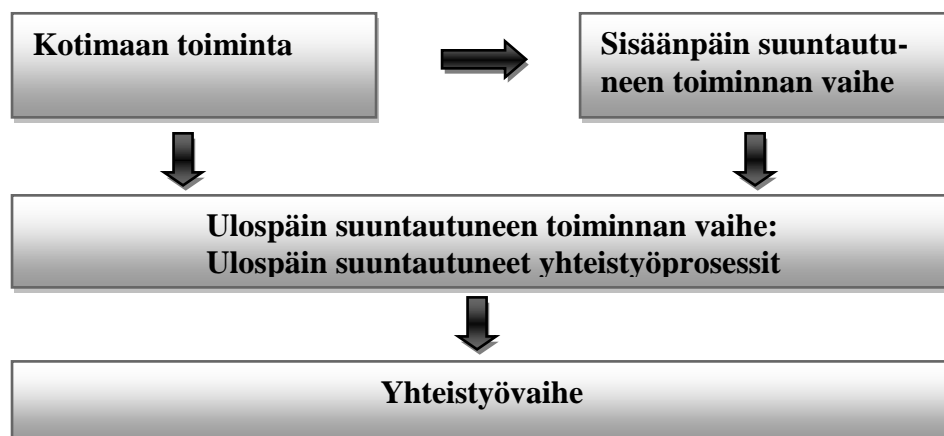 Kotimaan toiminta
Sisäänpäin suuntautu-
neen toiminnan vaihe
Ulospäin suuntautuneen toiminnan vaihe:
Ulospäin suuntautuneet yhteistyöprosessit
Yhteistyövaihe